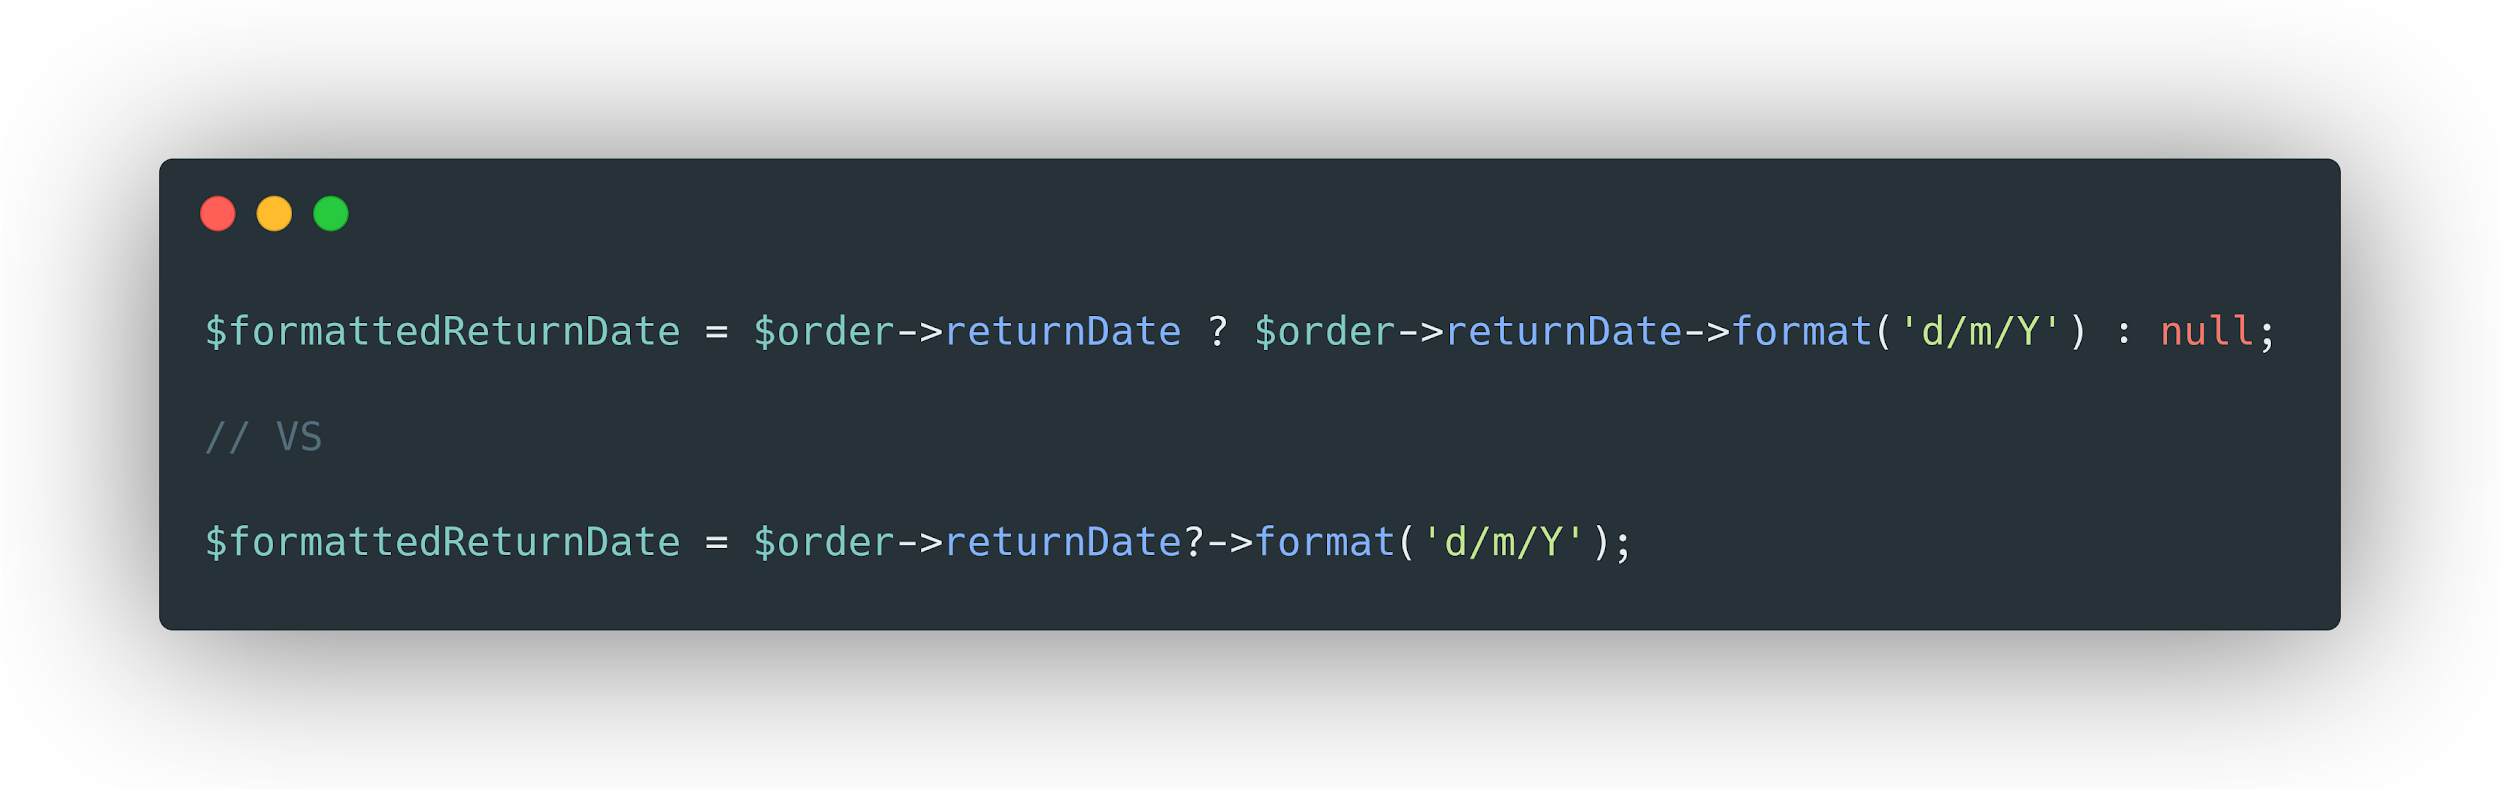 $formattedReturnDate = $order->returnDate ? $order->returnDate->format('d/m/Y') : null;
// VS
$formattedReturnDate = $order->returnDate?->format('d/m/Y');